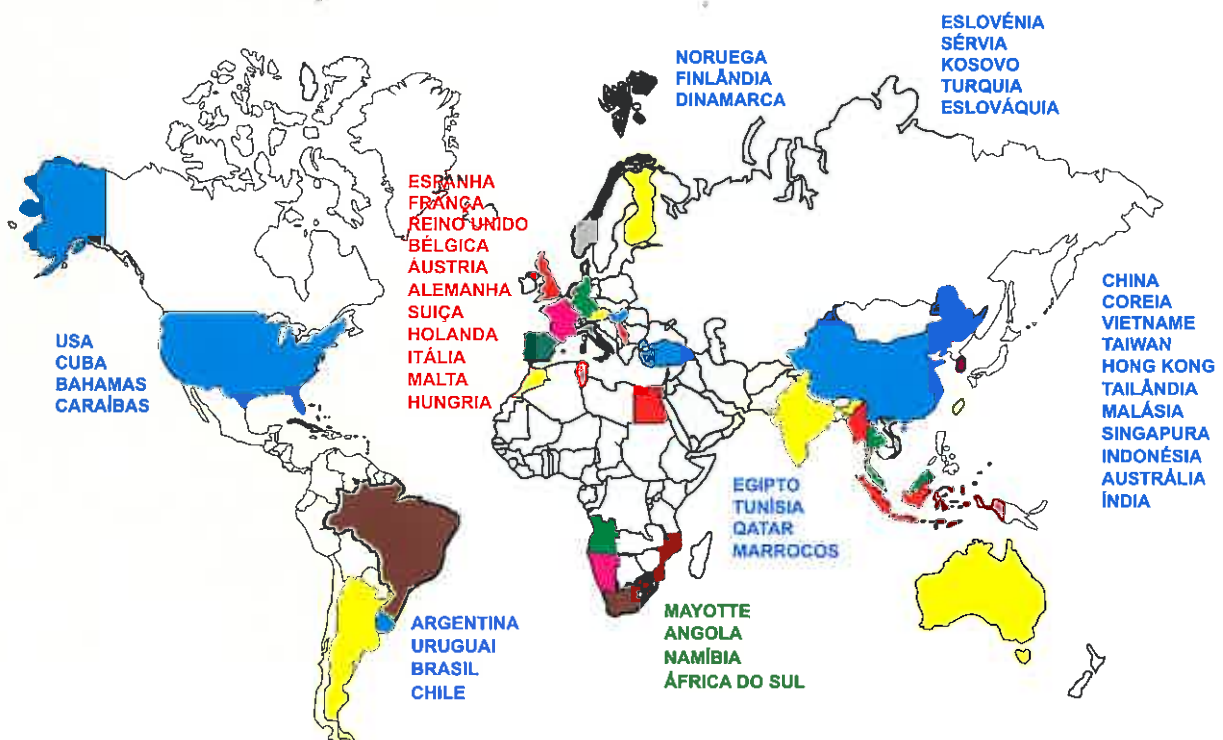 ESLOVÉNIA
SÉRVIA
KOSOVO
TURQUIA
ESLOVÁQUIA
NORUEGA
FINLÂNDIA
DINAMARCA
ESPANHA
FRANÇA
REINO UNIDO
BÉLGICA
ÁUSTRIA
ALEMANHA
SUIÇA
HOLANDA
ITÁLIA
MALTA
HUNGRIA
USA
CUBA
BAHAMAS
CARAÍBAS
CHINA
COREIA
VIETNAME
TAIWAN
HONG KONG
TAILÂNDIA
MALÁSIA
SINGAPURA
INDONÉSIA
AUSTRÁLIA
ÍNDIA
EGIPTO
TUNÍSIA
QATAR
MARROCOS
ARGENTINA
URUGUAI
BRASIL
CHILE
MAYOTTE
ANGOLA
NAMÍBIA
ÁFRICA DO SUL